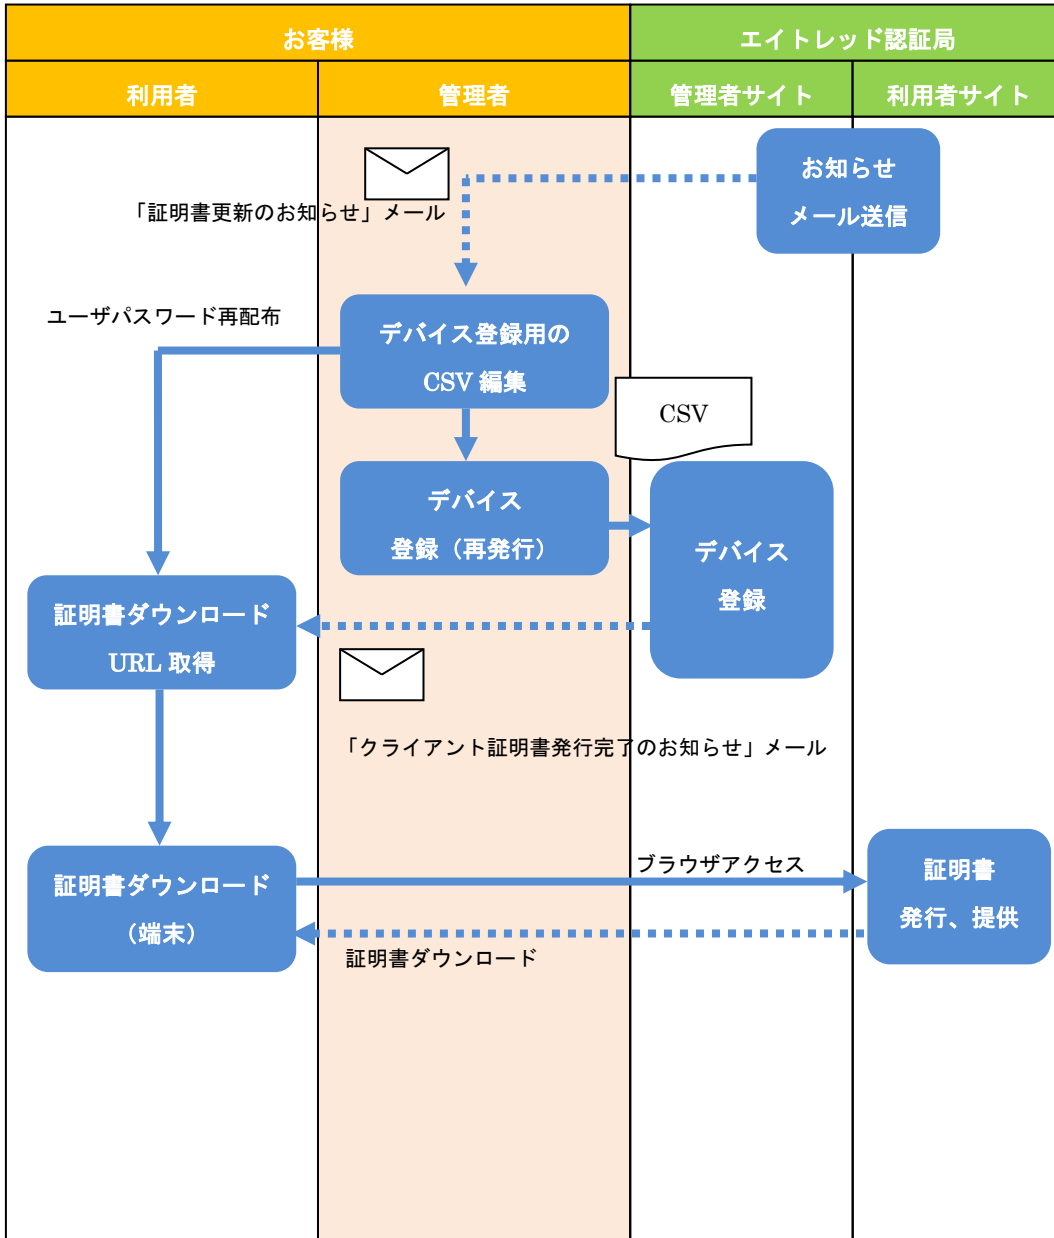 お客様
エイトレッド認証局
利用者
管理者
管理者サイト
利用者サイト
お知らせ
メール送信
「証明書更新のお知らせ」メール
ユーザパスワード再配布
デバイス登録用の
CSV 編集
CSV
デバイス
登録（再発行）
デバイス
登録
証明書ダウンロード
URL 取得
「クライアント証明書発行完了のお知らせ」メール
ブラウザアクセス
証明書
発行、提供
証明書ダウンロード
（端末）
証明書ダウンロード